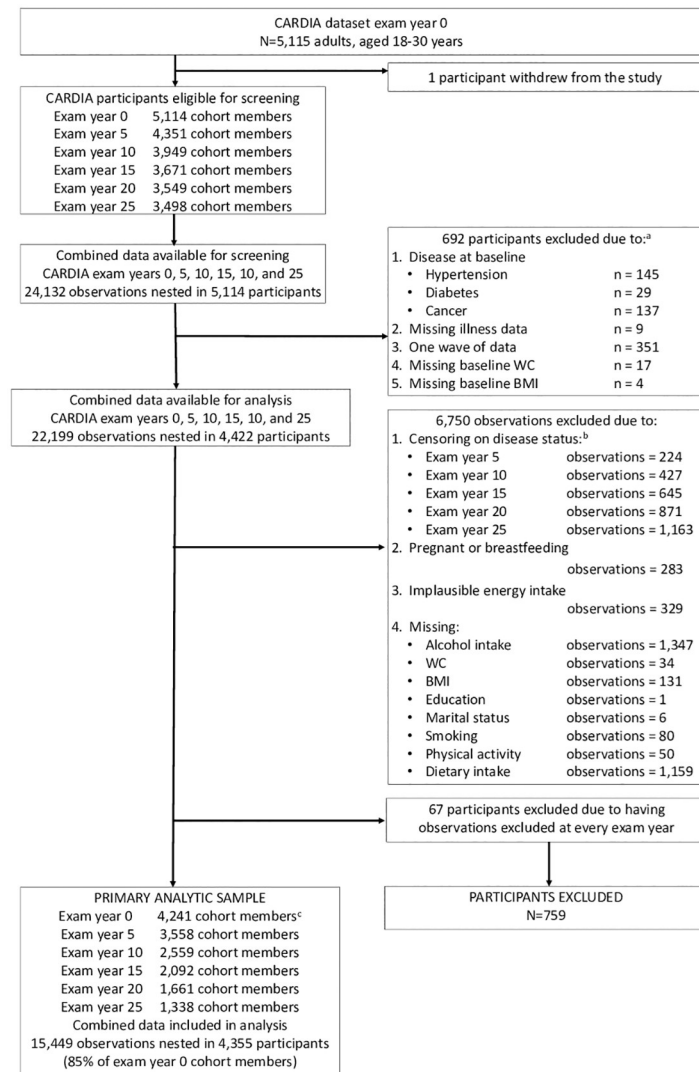 CARDIA dataset exam year 0
N=5,115 adults, aged 18-30 years
1 participant withdrew from the study
CARDIA participants eligible for screening
Exam year 0 5,114 cohort members
Exam year 5 4,351 cohort members
Exam year 10 3,949 cohort members
Exam year 15 3,671 cohort members
Exam year 20 3,549 cohort members
Exam year 25 3,498 cohort members
Combined data available for screening
CARDIA exam years 0, 5, 10, 15, 10, and 25
24,132 observations nested in 5,114 participants
692 participants excluded due to:a
1. Disease at baseline
• Hypertension n = 145
• Diabetes n = 29
• Cancer n = 137
2. Missing illness data n = 9
3. One wave of data n = 351
4. Missing baseline WC n = 17
5. Missing baseline BMI n = 4
Combined data available for analysis
CARDIA exam years 0, 5, 10, 15, 10, and 25
22,199 observations nested in 4,422 participants
6,750 observations excluded due to:
1. Censoring on disease status:b
• Exam year 5 observations = 224
• Exam year 10 observations = 427
• Exam year 15 observations = 645
• Exam year 20 observations = 871
• Exam year 25 observations = 1,163
2. Pregnant or breastfeeding
observations = 283
3. Implausible energy intake
observations = 329
4. Missing:
• Alcohol intake observations = 1,347
• WC observations = 34
• BMI observations = 131
• Education observations = 1
• Marital status observations = 6
• Smoking observations = 80
• Physical activity observations = 50
• Dietary intake observations = 1,159
67 participants excluded due to having
observations excluded at every exam year
PRIMARY ANALYTIC SAMPLE
Exam year 0 4,241 cohort membersc
Exam year 5 3,558 cohort members
Exam year 10 2,559 cohort members
Exam year 15 2,092 cohort members
Exam year 20 1,661 cohort members
Exam year 25 1,338 cohort members
Combined data included in analysis
15,449 observations nested in 4,355 participants
(85% of exam year 0 cohort members)
PARTICIPANTS EXCLUDED
N=759